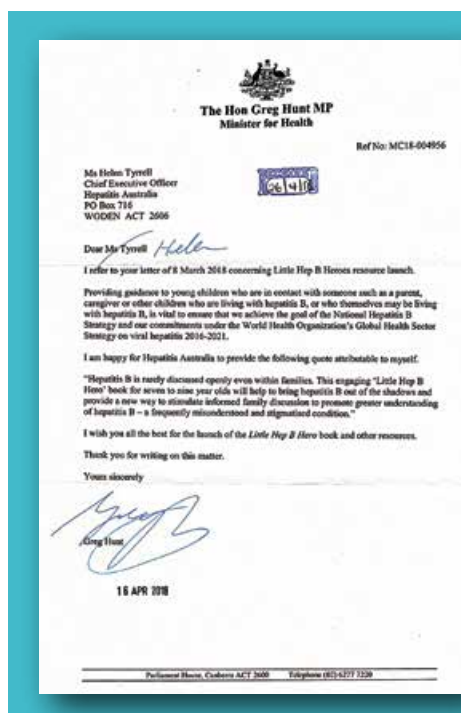 The Hon Greg Hunt MP
Minister for Health
Ref No: MC18-004956
Ms Helen Tyrrell
Chief Executive Officer
Hepatitis Australia
PO Box 716
WODEN ACT 2606
26/4/18
Dear Ms Tyrrell Helen
I refer to your letter of 8 March 2018 concerning Little Hep B Heroes resource launch.
Providing guidance to young children who are in contact with someone such as a parent,
caregiver or other children who are living with hepatitis B, or who themselves may be living
with hepatitis B, is vital to ensure that we achieve the goal of the National Hepatitis B
Strategy and our commitments under the World Health Organization's Global Health Sector
Strategy on viral hepatitis 2016-2021.
I am happy for Hepatitis Australia to provide the following quote attributable to myself.
"Hepatitis B is rarely discussed openly even within families. This engaging 'Little Hep B
Hero' book for seven to nine year olds will help to bring hepatitis B out of the shadows and
provide a new way to stimulate informed family discussion to promote greater understanding
of hepatitis B – a frequently misunderstood and stigmatised condition."
I wish you all the best for the launch of the Little Hep B Hero book and other resources.
Thank you for writing on this matter.
Yours sincerely
Greg Hunt
16 APR 2018
Parliament House, Canberra ACT 2600 Telephone (02) 6277 7220